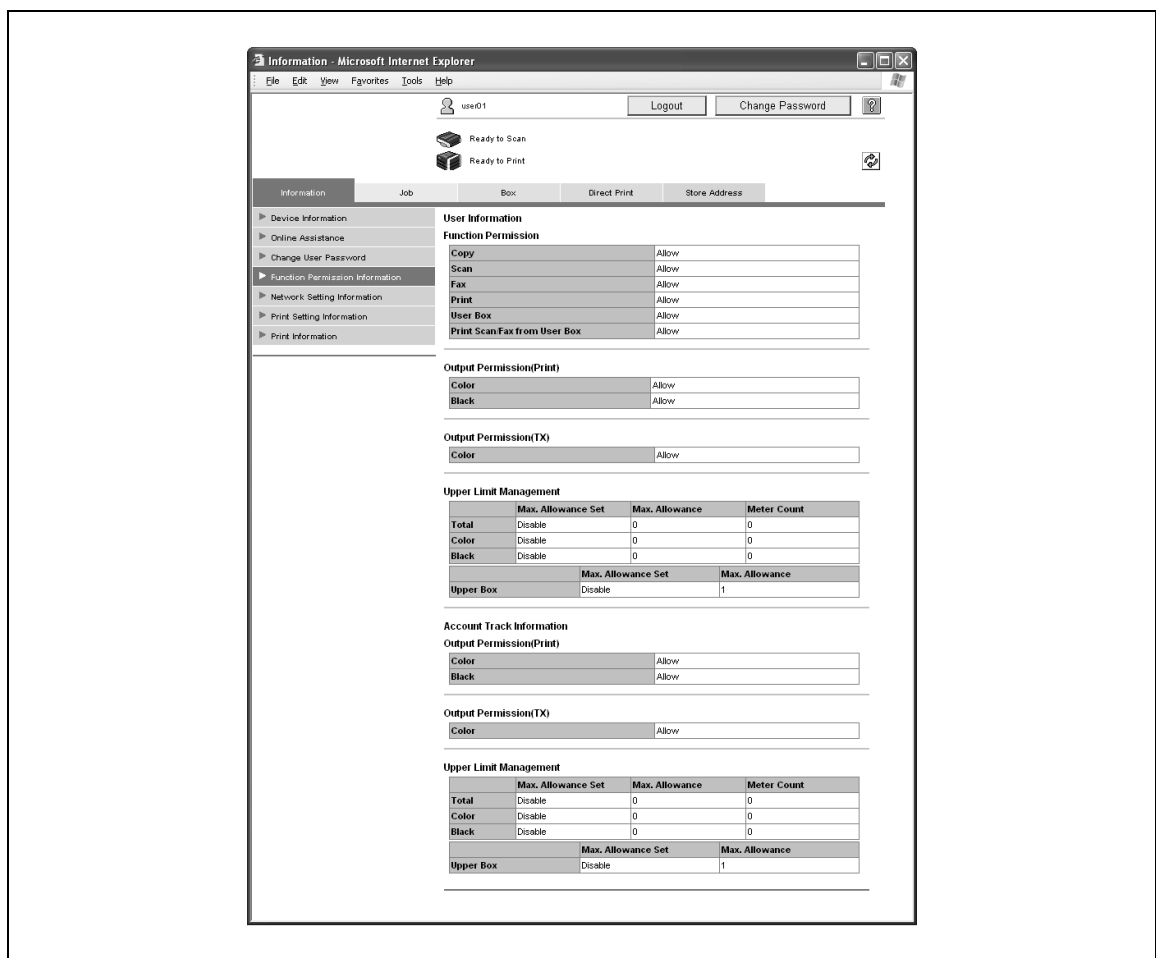 Information - Microsoft Internet Explorer
File Edit View Favorites Tools Help
user01 Logout Change Password ?
Ready to Scan
Ready to Print
Information Job Box Direct Print Store Address
Device Information
Online Assistance
Change User Password
Function Permission Information
Network Setting Information
Print Setting Information
Print Information
User Information
Function Permission
Copy Allow
Scan Allow
Fax Allow
Print Allow
User Box Allow
Print Scan/Fax from User Box Allow
Output Permission(Print)
Color Allow
Black Allow
Output Permission(TX)
Color Allow
Upper Limit Management
Max. Allowance Set Max. Allowance Meter Count
Total Disable 0 0
Color Disable 0 0
Black Disable 0 0
Max. Allowance Set Max. Allowance
Upper Box Disable 1
Account Track Information
Output Permission(Print)
Color Allow
Black Allow
Output Permission(TX)
Color Allow
Upper Limit Management
Max. Allowance Set Max. Allowance Meter Count
Total Disable 0 0
Color Disable 0 0
Black Disable 0 0
Max. Allowance Set Max. Allowance
Upper Box Disable 1